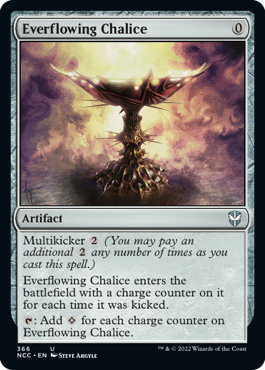 Everflowing Chalice 0
Artifact
Multikicker 2 (You may pay an
additional 2 any number of times as you
cast this spell.)
Everflowing Chalice enters the
battlefield with a charge counter on it
for each time it was kicked.
: Add for each charge counter on
Everflowing Chalice.
366 U
NCC • EN Steve Argyle
™ & © 2022 Wizards of the Coast